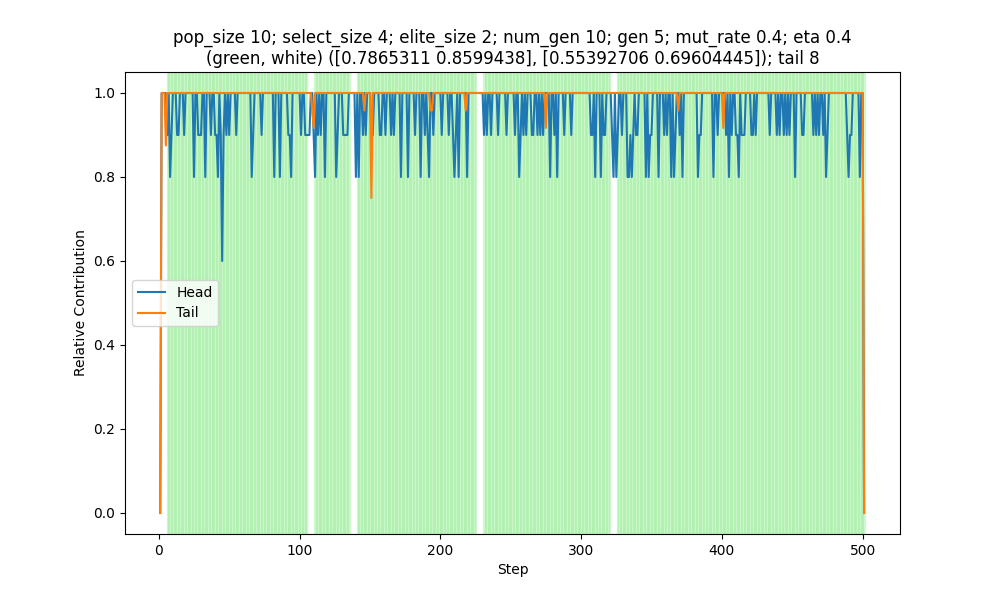 pop_size 10; select_size 4; elite_size 2; num_gen 10; gen 5; mut_rate 0.4; eta 0.4
(green, white) ([0.7865311 0.8599438], [0.55392706 0.69604445]); tail 8
1.0
0.8
0.6
0.4
0.2
0.0
Relative Contribution
Head
Tail
0
100
200
300
400
500
Step